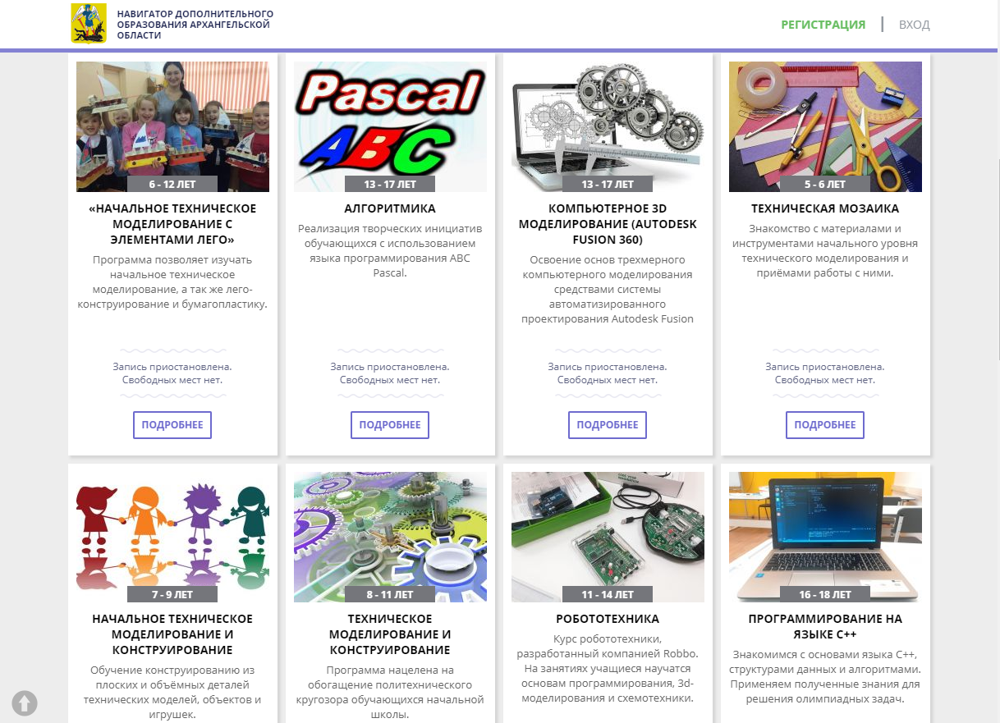 НАВИГАТОР ДОПОЛНИТЕЛЬНОГО
ОБРАЗОВАНИЯ АРХАНГЕЛЬСКОЙ
ОБЛАСТИ
РЕГИСТРАЦИЯ | ВХОД
6 - 12 ЛЕТ
«НАЧАЛЬНОЕ ТЕХНИЧЕСКОЕ
МОДЕЛИРОВАНИЕ С
ЭЛЕМЕНТАМИ ЛЕГО»
Программа позволяет изучать
начальное техническое
моделирование, а так же лего-
конструирование и бумагопластику.
Запись приостановлена.
Свободных мест нет.
ПОДРОБНЕЕ
Pascal
ABC
13 - 17 ЛЕТ
АЛГОРИТМИКА
Реализация творческих инициатив
обучающихся с использованием
языка программирования ABC
Pascal.
Запись приостановлена.
Свободных мест нет.
ПОДРОБНЕЕ
13 - 17 ЛЕТ
КОМПЬЮТЕРНОЕ 3D
МОДЕЛИРОВАНИЕ (AUTODESK
FUSION 360)
Освоение основ трехмерного
компьютерного моделирования
средствами системы
автоматизированного
проектирования Autodesk Fusion
Запись приостановлена.
Свободных мест нет.
ПОДРОБНЕЕ
5 - 6 ЛЕТ
ТЕХНИЧЕСКАЯ МОЗАИКА
Знакомство с материалами и
инструментами начального уровня
технического моделирования и
приёмами работы с ними.
Запись приостановлена.
Свободных мест нет.
ПОДРОБНЕЕ
7 - 9 ЛЕТ
НАЧАЛЬНОЕ ТЕХНИЧЕСКОЕ
МОДЕЛИРОВАНИЕ И
КОНСТРУИРОВАНИЕ
Обучение конструированию из
плоских и объёмных деталей
технических моделей, объектов и
игрушек.
8 - 11 ЛЕТ
ТЕХНИЧЕСКОЕ
МОДЕЛИРОВАНИЕ И
КОНСТРУИРОВАНИЕ
Программа нацелена на
обогащение политехнического
кругозора обучающихся начальной
школы.
11 - 14 ЛЕТ
РОБОТОТЕХНИКА
Курс робототехники,
разработанный компанией Robbo.
На занятиях учащиеся научатся
основам программирования, 3d-
моделирования и схемотехники.
16 - 18 ЛЕТ
ПРОГРАММИРОВАНИЕ НА
ЯЗЫКЕ С++
Знакомимся с основами языка С++,
структурами данных и алгоритмами.
Применяем полученные знания для
решения олимпиадных задач.